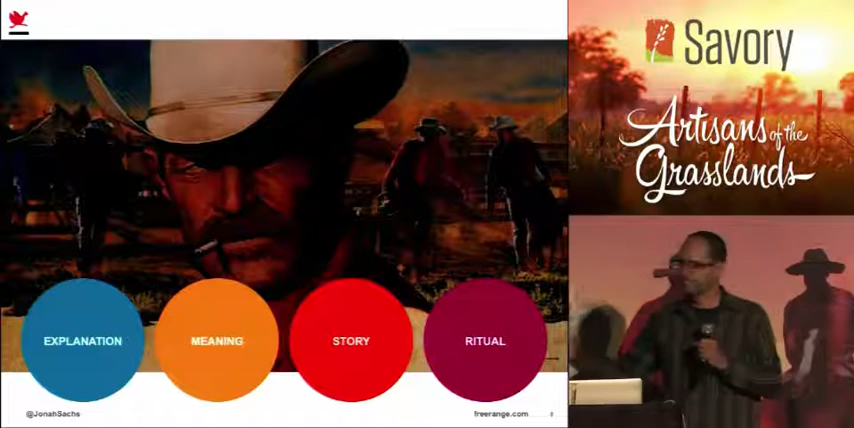 EXPLANATION
MEANING
STORY
RITUAL
@JonahSachs
freerange.com
Savory
Artisans of the
Grasslands